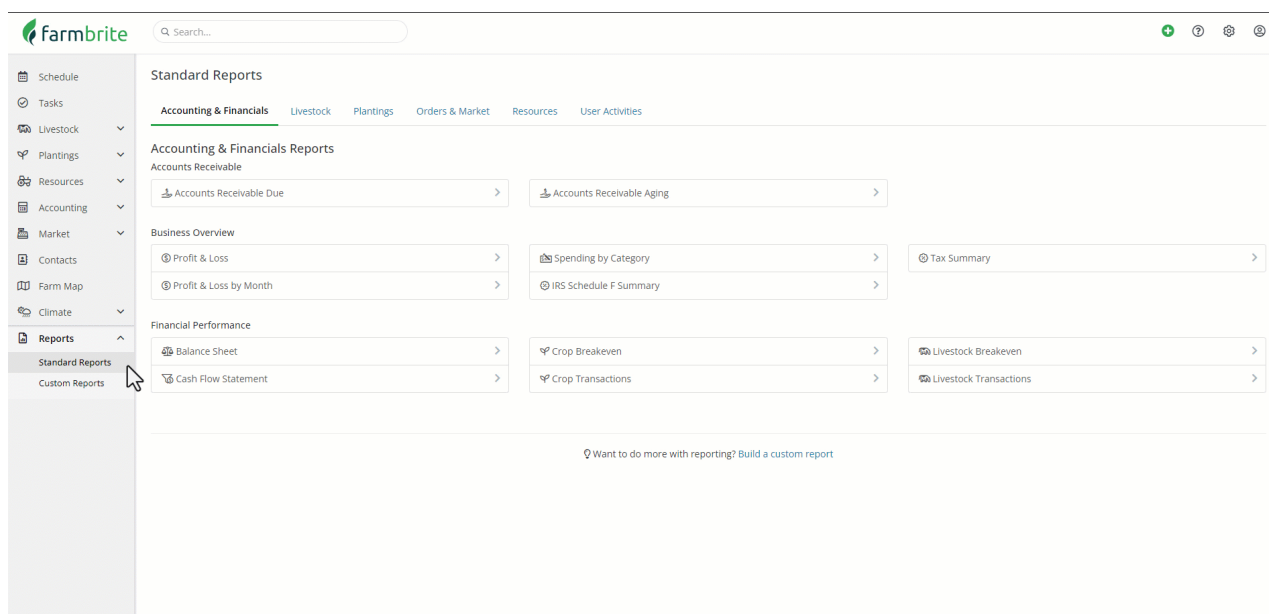 farmbrite
Search...
Schedule
Tasks
Livestock
Plantings
Resources
Accounting
Market
Contacts
Farm Map
Climate
Reports
Standard Reports
Custom Reports
Standard Reports
Accounting & Financials Livestock Plantings Orders & Market Resources User Activities
Accounting & Financials Reports
Accounts Receivable
Accounts Receivable Due Accounts Receivable Aging
Business Overview
Profit & Loss Spending by Category Tax Summary
Profit & Loss by Month IRS Schedule F Summary
Financial Performance
Balance Sheet Crop Breakeven Livestock Breakeven
Cash Flow Statement Crop Transactions Livestock Transactions
Want to do more with reporting? Build a custom report